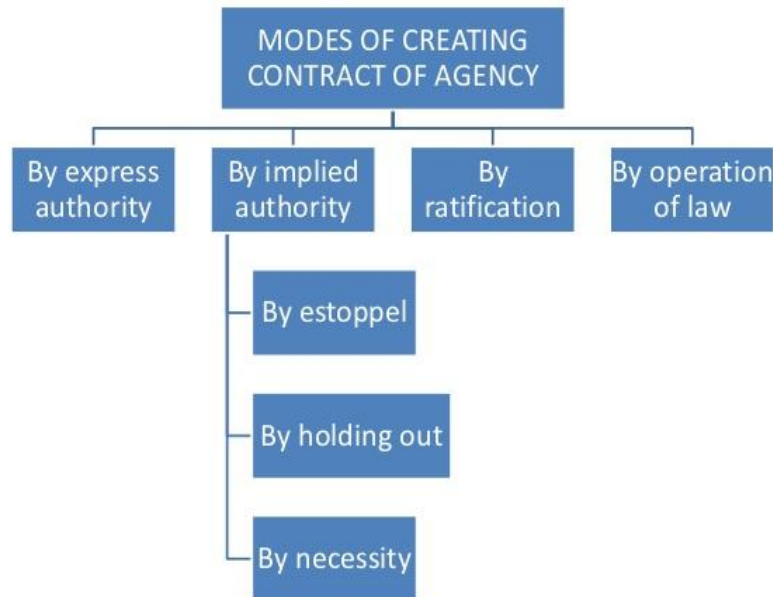 MODES OF CREATING
CONTRACT OF AGENCY
By express
authority
By implied
authority
By
ratification
By operation
of law
By estoppel
By holding out
By necessity